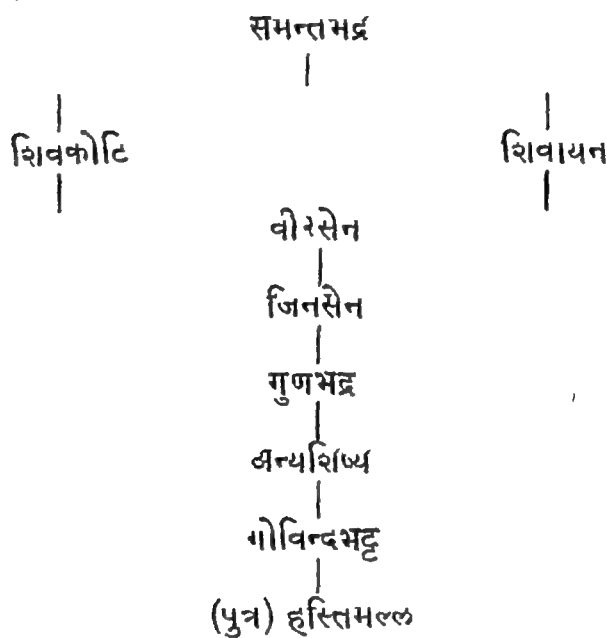 समन्तभद्र
शिवकोटि शिवायन
वीरसेन
जिनसेन
गुणभद्र
अन्यशिष्य
गोविन्दभट्ट
(पुत्र) हस्तिमल्ल